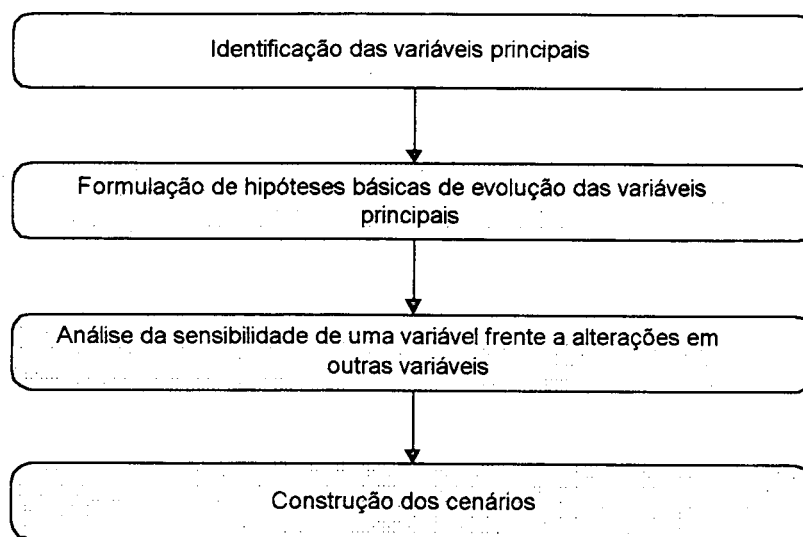 Identificação das variáveis principais
Formulação de hipóteses básicas de evolução das variáveis
principais
Análise da sensibilidade de uma variável frente a alterações em
outras variáveis
Construção dos cenários